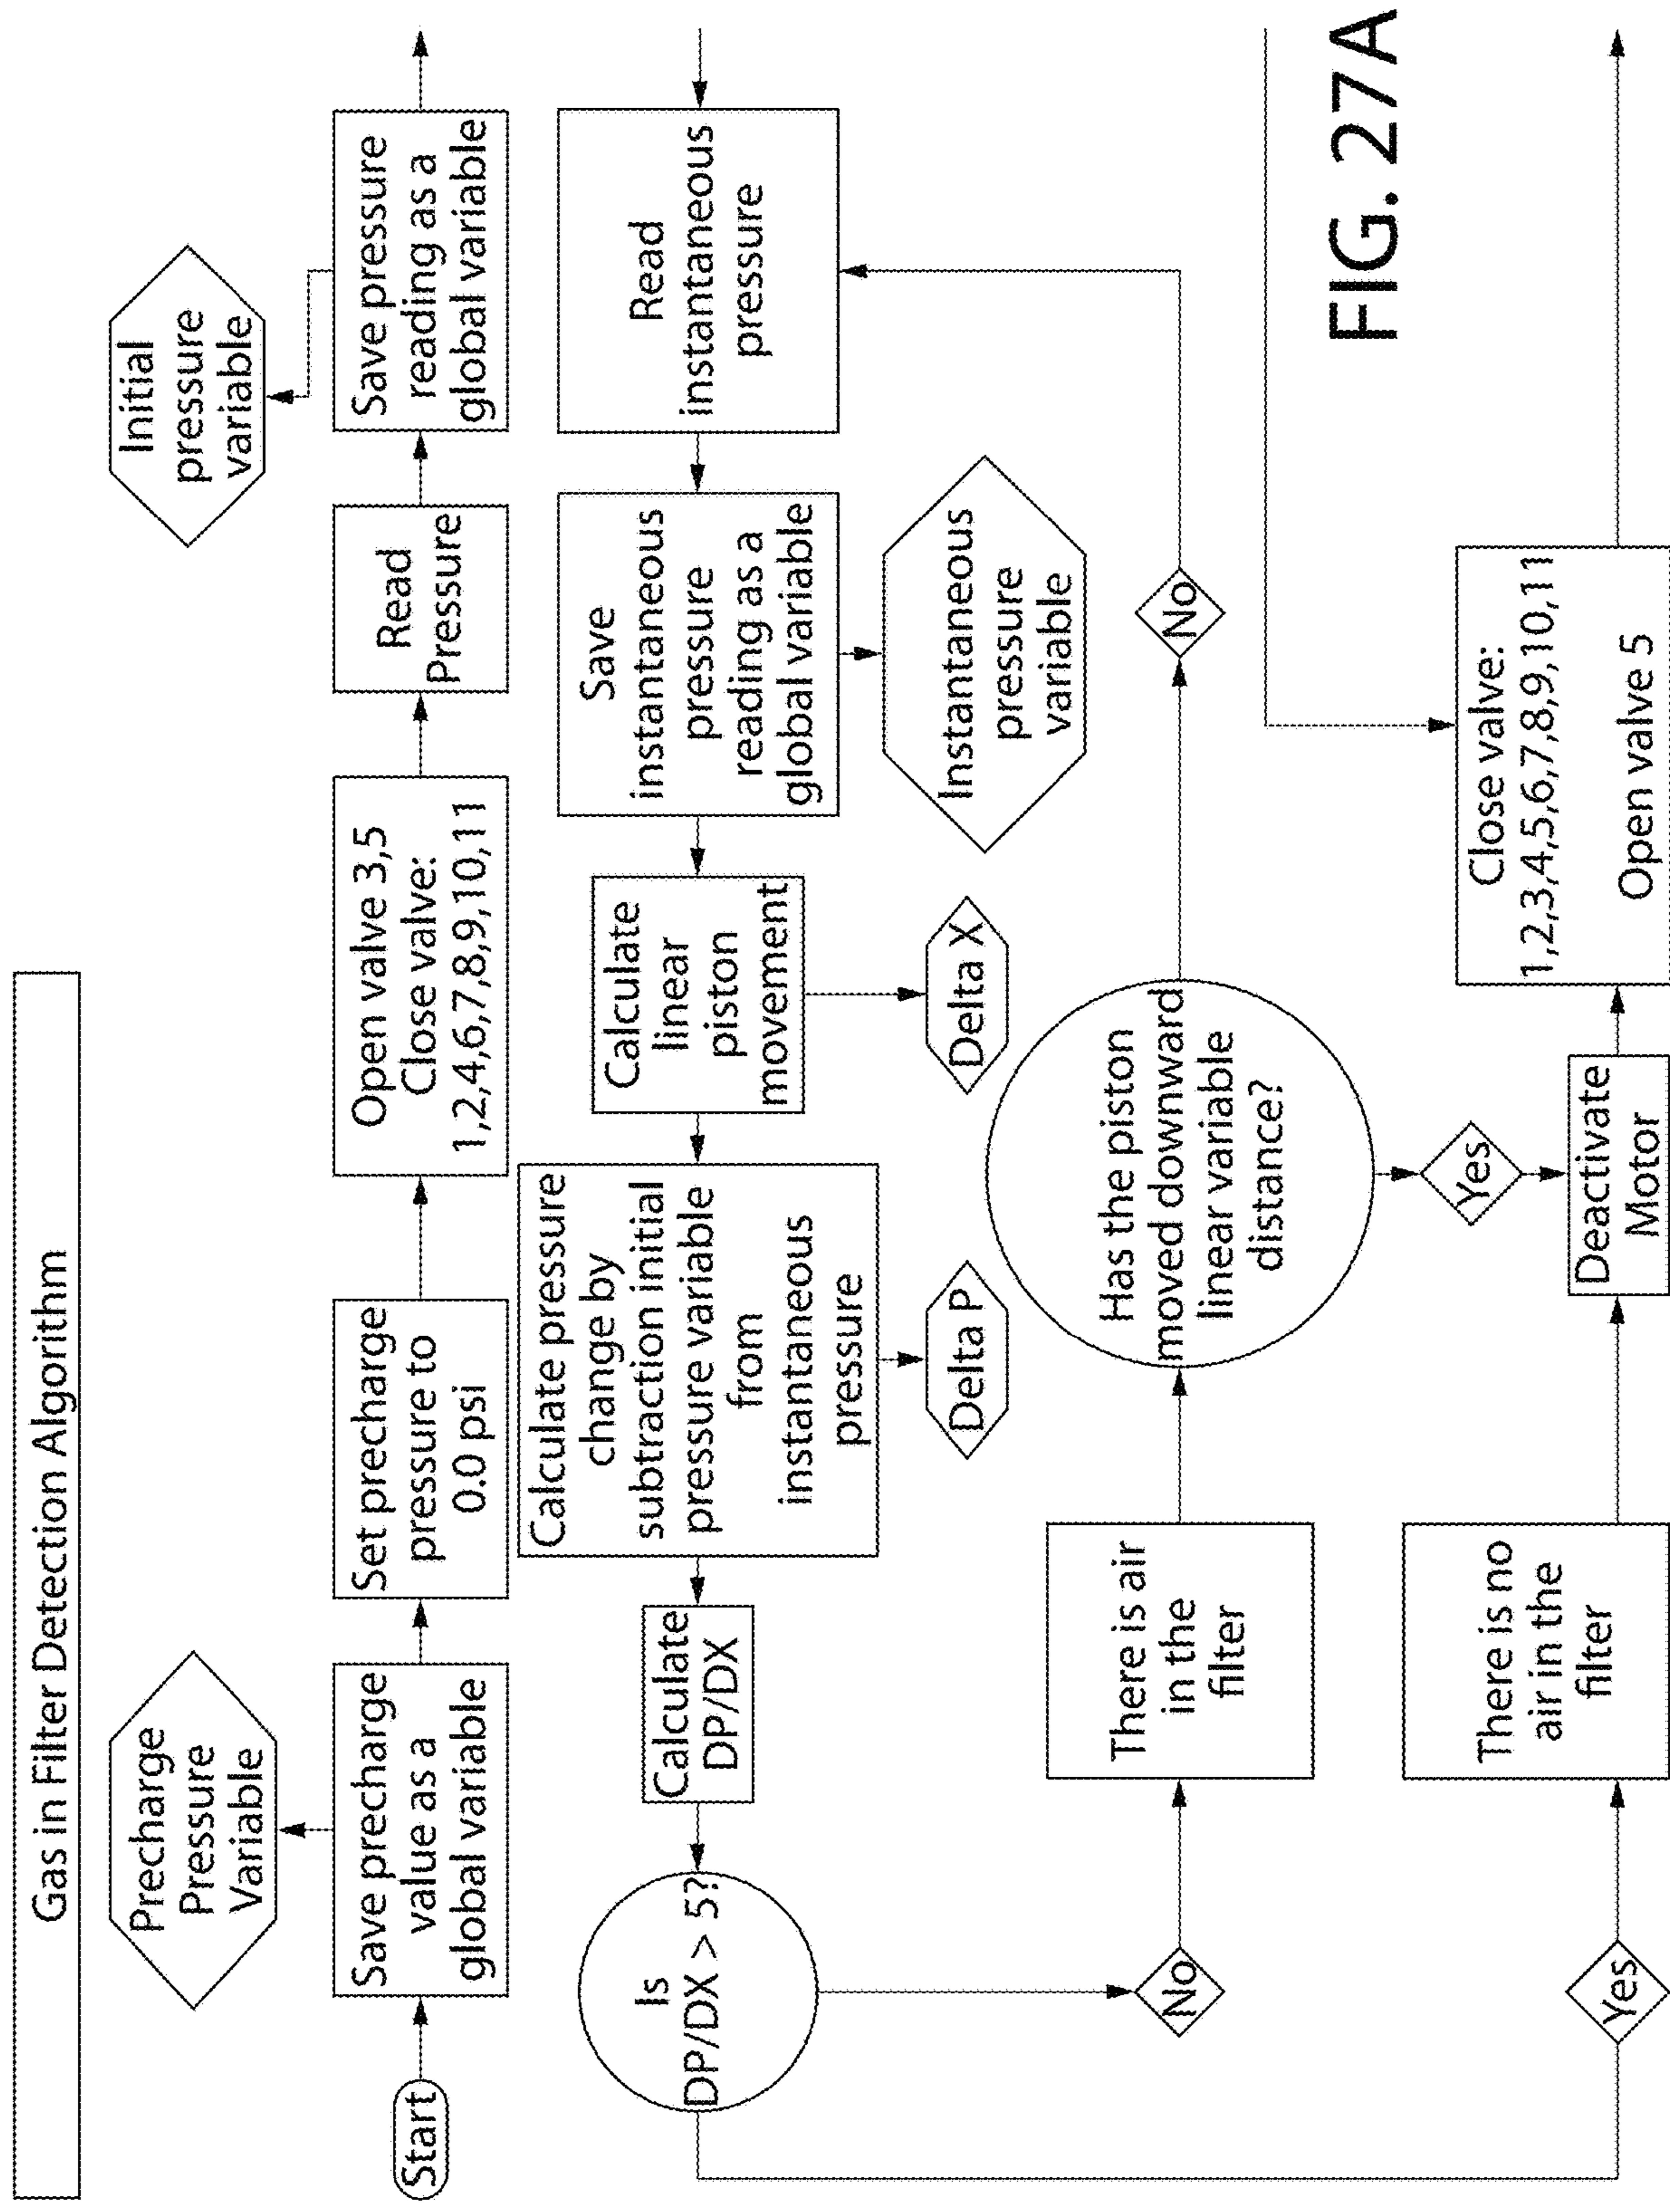 Gas in Filter Detection Algorithm
Precharge
Pressure
Variable
Initial
pressure
variable
Start
Save precharge
value as a
global variable
Set precharge
pressure to
0.0 psi
Open valve 3,5
Close valve:
1,2,4,6,7,8,9,10,11
Read
Pressure
Save pressure
reading as a
global variable
Is
DP/DX > 5?
Calculate
DP/DX
Calculate pressure
change by
subtraction initial
pressure variable
from
instantaneous
pressure
Calculate
linear
piston
movement
Save
instantaneous
pressure
reading as a
global variable
Read
instantaneous
pressure
Delta P
Delta X
Instantaneous
pressure
variable
No
There is air
in the
filter
Has the piston
moved downward
linear variable
distance?
No
Yes
Yes
There is no
air in the
filter
Deactivate
Motor
Close valve:
1,2,3,4,5,6,7,8,9,10,11
Open valve 5
FIG. 27A